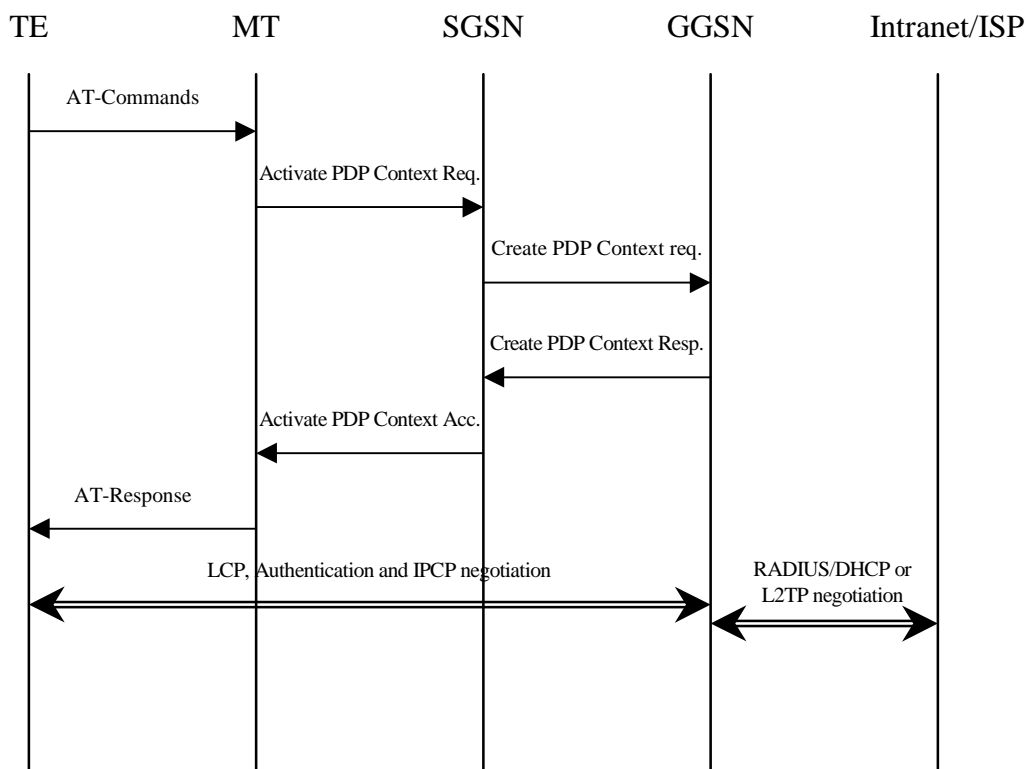 TE MT SGSN GGSN Intranet/ISP
AT-Commands
Activate PDP Context Req.
Create PDP Context req.
Create PDP Context Resp.
Activate PDP Context Acc.
AT-Response
LCP, Authentication and IPCP negotiation
RADIUS/DHCP or
L2TP negotiation